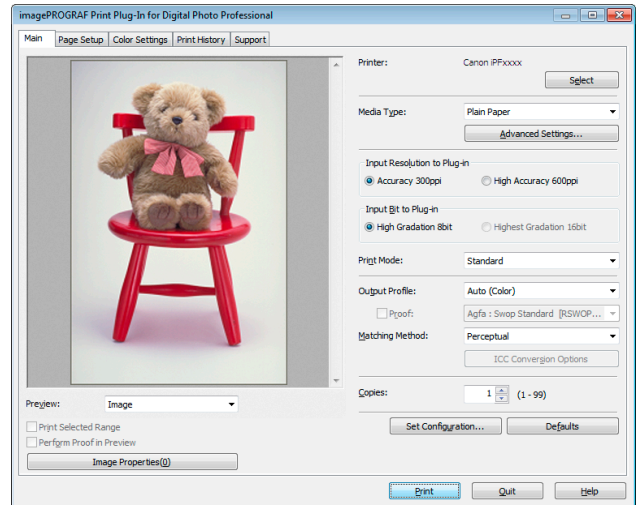 imagePROGRAF Print Plug-In for Digital Photo Professional
Main Page Setup Color Settings Print History Support
Printer: Canon iPFxxxx
Select
Media Type: Plain Paper
Advanced Settings...
Input Resolution to Plug-in
Accuracy 300ppi High Accuracy 600ppi
Input Bit to Plug-in
High Gradation 8bit Highest Gradation 16bit
Print Mode: Standard
Output Profile: Auto (Color)
Proof: Agfa : Swop Standard [RSWOP...
Matching Method: Perceptual
ICC Conversion Options
Copies: 1 (1 - 99)
Preview: Image
Print Selected Range
Perform Proof in Preview
Image Properties(0)
Set Configuration... Defaults
Print Quit Help